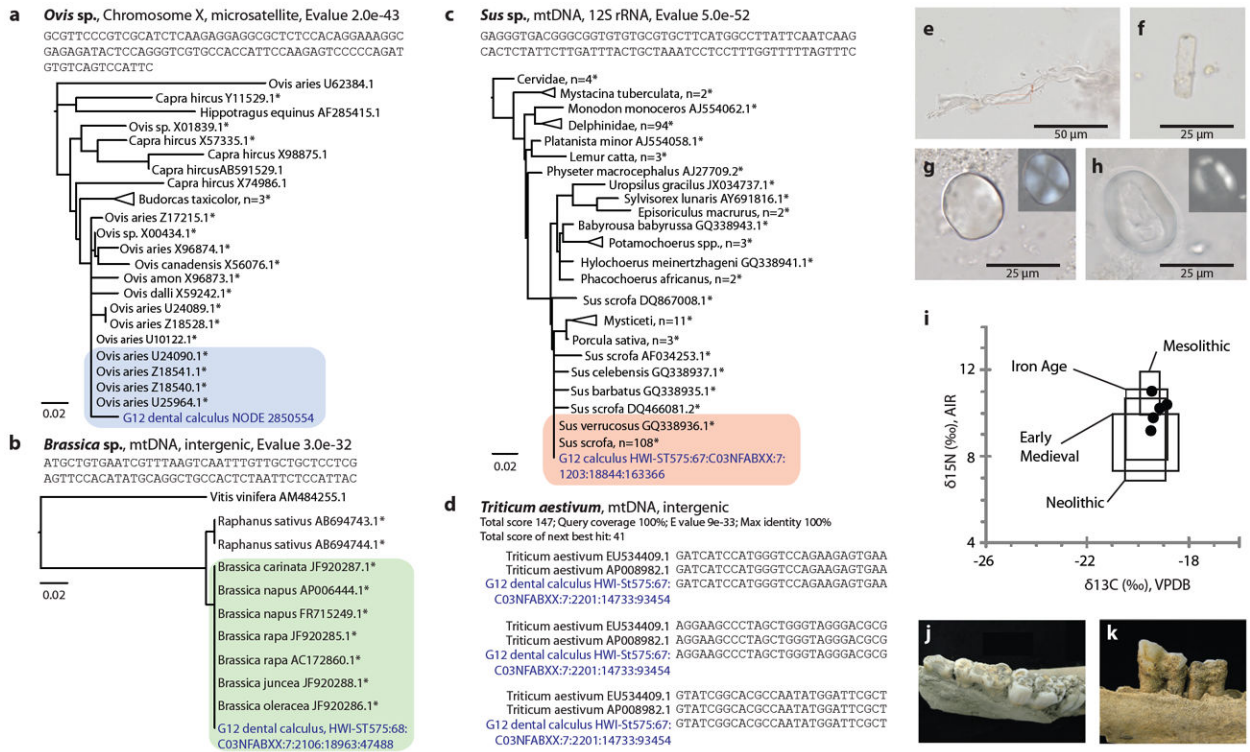 a Ovis sp., Chromosome X, microsatellite, Evalue 2.0e-43
GCGTTCCCGTCGCATCTCAAGAGGAGGCGCTCTCCACAGGAAAGGC
GAGAGATACTCCAGGGTCGTGCCACCATTCCAAGAGTCCCCCAGAT
GTGTCAGTCCATTC
Ovis aries U62384.1
Capra hircus Y11529.1*
Hippotragus equinus AF285415.1
Ovis sp. X01839.1*
Capra hircus X57335.1*
Capra hircus X98875.1
Capra hircusAB591529.1
Capra hircus X74986.1
Budorcas taxicolor, n=3*
Ovis aries Z17215.1*
Ovis sp. X00434.1*
Ovis aries X96874.1*
Ovis canadensis X56076.1*
Ovis amon X96873.1*
Ovis dalli X59242.1*
Ovis aries U24089.1*
Ovis aries Z18528.1*
Ovis aries U10122.1*
Ovis aries U24090.1*
Ovis aries Z18541.1*
Ovis aries Z18540.1*
Ovis aries U25964.1*
G12 dental calculus NODE 2850554
0.02
b Brassica sp., mtDNA, intergenic, Evalue 3.0e-32
ATGCTGTGAATCGTTTAAGTCAATTTGTTGCTGCTCCTCG
AGTTCCACATATGCAGGCTGCCACTCTAATTCTCCATTAC
Vitis vinifera AM484255.1
Raphanus sativus AB694743.1*
Raphanus sativus AB694744.1*
Brassica carinata JF920287.1*
Brassica napus AP006444.1*
Brassica napus FR715249.1*
Brassica rapa JF920285.1*
Brassica rapa AC172860.1*
Brassica juncea JF920288.1*
Brassica oleracea JF920286.1*
G12 dental calculus, HWI-ST575:68:
C03NFABXX:7:2106:18963:47488
0.02
c Sus sp., mtDNA, 12S rRNA, Evalue 5.0e-52
GAGGGTGACGGGCGGTGTGTGCGTGCTTCATGGCCTTATTCAATCAAG
CACTCTATTCTTGATTTACTGCTAAATCCTCCTTTGGTTTTTAGTTTC
Cervidae, n=4*
Mystacina tuberculata, n=2*
Monodon monoceros AJ554062.1*
Delphinidae, n=94*
Platanista minor AJ554058.1*
Lemur catta, n=3*
Physeter macrocephalus AJ27709.2*
Uropsilus gracilus JX034737.1*
Sylvisorex lunaris AY691816.1*
Episoriculus macrurus, n=2*
Babyrousa babyrussa GQ338943.1*
Potamochoerus spp., n=3*
Hylochoerus meinertzhageni GQ338941.1*
Phacochoerus africanus, n=2*
Sus scrofa DQ867008.1*
Mysticeti, n=11*
Porcula sativa, n=3*
Sus scrofa AF034253.1*
Sus celebensis GQ338937.1*
Sus barbatus GQ338935.1*
Sus scrofa DQ466081.2*
Sus verrucosus GQ338936.1*
Sus scrofa, n=108*
G12 calculus HWI-ST575:67:C03NFABXX:7:
1203:18844:163366
0.02
d Triticum aestivum, mtDNA, intergenic
Total score 147; Query coverage 100%; E value 9e-33; Max identity 100%
Total score of next best hit: 41
Triticum aestivum EU534409.1 GATCATCCATGGGTCCAGAAGAGTGAA
Triticum aestivum AP008982.1 GATCATCCATGGGTCCAGAAGAGTGAA
G12 dental calculus HWI-St575:67: GATCATCCATGGGTCCAGAAGAGTGAA
C03NFABXX:7:2201:14733:93454
Triticum aestivum EU534409.1 AGGAAGCCCTAGCTGGGTAGGGACGCG
Triticum aestivum AP008982.1 AGGAAGCCCTAGCTGGGTAGGGACGCG
G12 dental calculus HWI-St575:67: AGGAAGCCCTAGCTGGGTAGGGACGCG
C03NFABXX:7:2201:14733:93454
Triticum aestivum EU534409.1 GTATCGGCACGCCAATATGGATTCGCT
Triticum aestivum AP008982.1 GTATCGGCACGCCAATATGGATTCGCT
G12 dental calculus HWI-St575:67: GTATCGGCACGCCAATATGGATTCGCT
C03NFABXX:7:2201:14733:93454
e
50 µm
f
25 µm
g
25 µm
h
25 µm
i
Mesolithic
Iron Age
Early
Medieval
Neolithic
12
8
4
δ15N (‰), AIR
-26 -22 -18
δ13C (‰), VPDB
j
k